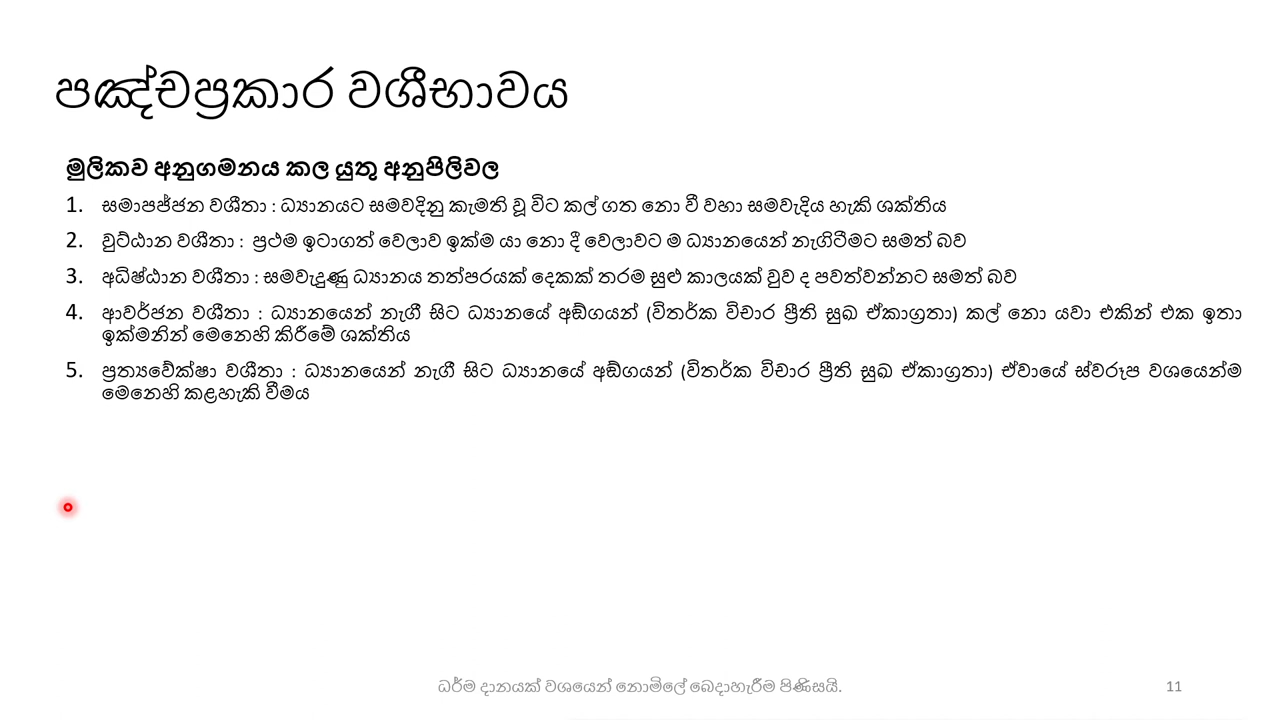 පඤ්චප්‍රකාර වශීභාවය
මුලිකව අනුගමනය කල යුතු අනුපිලිවල
1. සමාපජ්ජන වශීතා : ධ්‍යානයට සමවදිනු කැමති වූ විට කල් ගත නො වී වහා සමවැදිය හැකි ශක්තිය
2. වුට්ඨාන වශීතා : ප්‍රථම ඉටාගත් වෙලාව ඉක්ම යා නො දී වෙලාවට ම ධ්‍යානයෙන් නැගිටීමට සමත් බව
3. අධිෂ්ඨාන වශීතා : සමවැදුණු ධ්‍යානය තත්පරයක් දෙකක් තරම සුළු කාලයක් වුව ද පවත්වන්නට සමත් බව
4. ආවර්ජන වශීතා : ධ්‍යානයෙන් නැගී සිට ධ්‍යානයේ අඞ්ගයන් (විතර්ක විචාර ප්‍රීති සුඛ ඒකාග්‍රතා) කල් නො යවා එකින් එක ඉතා
ඉක්මනින් මෙනෙහි කිරීමේ ශක්තිය
5. ප්‍රත්‍යවේක්ෂා වශීතා : ධ්‍යානයෙන් නැගී සිට ධ්‍යානයේ අඞ්ගයන් (විතර්ක විචාර ප්‍රීති සුඛ ඒකාග්‍රතා) ඒවායේ ස්වරූප වශයෙන්ම
මෙනෙහි කළහැකි වීමය
ධර්ම දානයක් වශයෙන් නොමිලේ බෙදාහැරීම පිණිසයි.
11